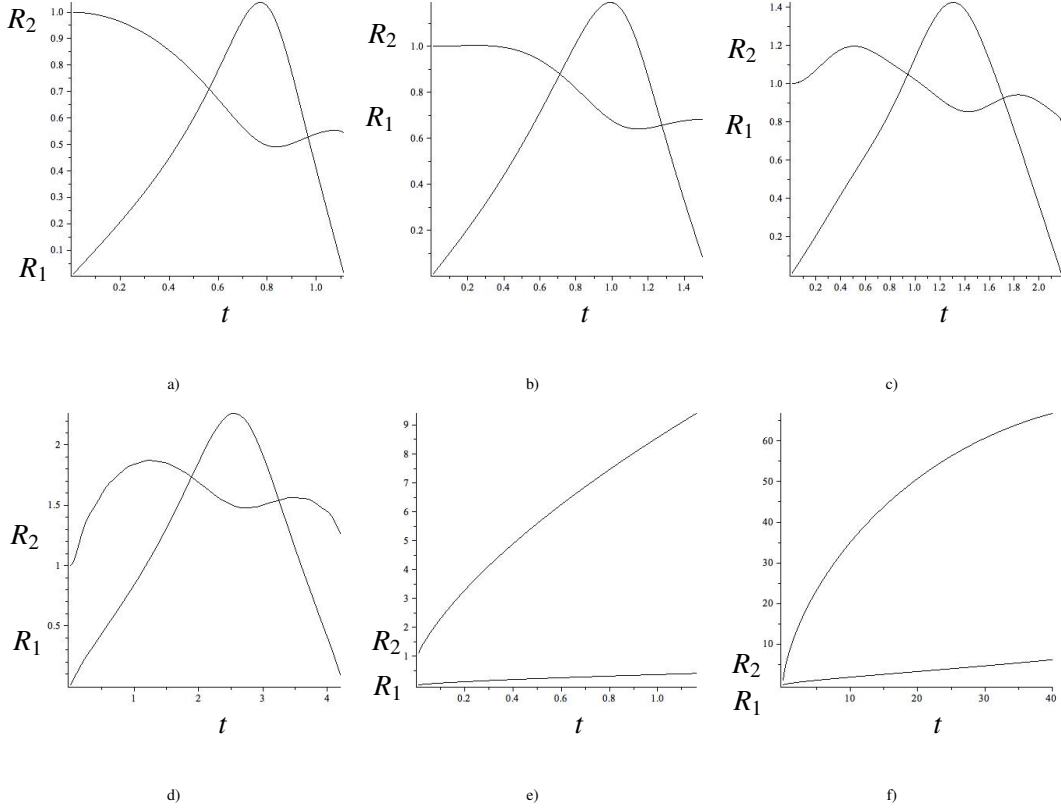 R₂
1.0
0.9
0.8
0.7
0.6
0.5
0.4
0.3
0.2
0.1
R₁
0.2 0.4 0.6 0.8 1.0
t
a)
R₂
R₁
1.0
0.8
0.6
0.4
0.2
0.2 0.4 0.6 0.8 1.0 1.2 1.4
t
b)
R₂
R₁
1.4
1.2
1.0
0.8
0.6
0.4
0.2
0.2 0.4 0.6 0.8 1.0 1.2 1.4 1.6 1.8 2.0
t
c)
2
1.5
1
0.5
R₂
R₁
1 2 3 4
t
d)
9
8
7
6
5
4
3
2
1
R₂
R₁
0.2 0.4 0.6 0.8 1.0
t
e)
60
50
40
30
20
10
R₂
R₁
10 20 30 40
t
f)